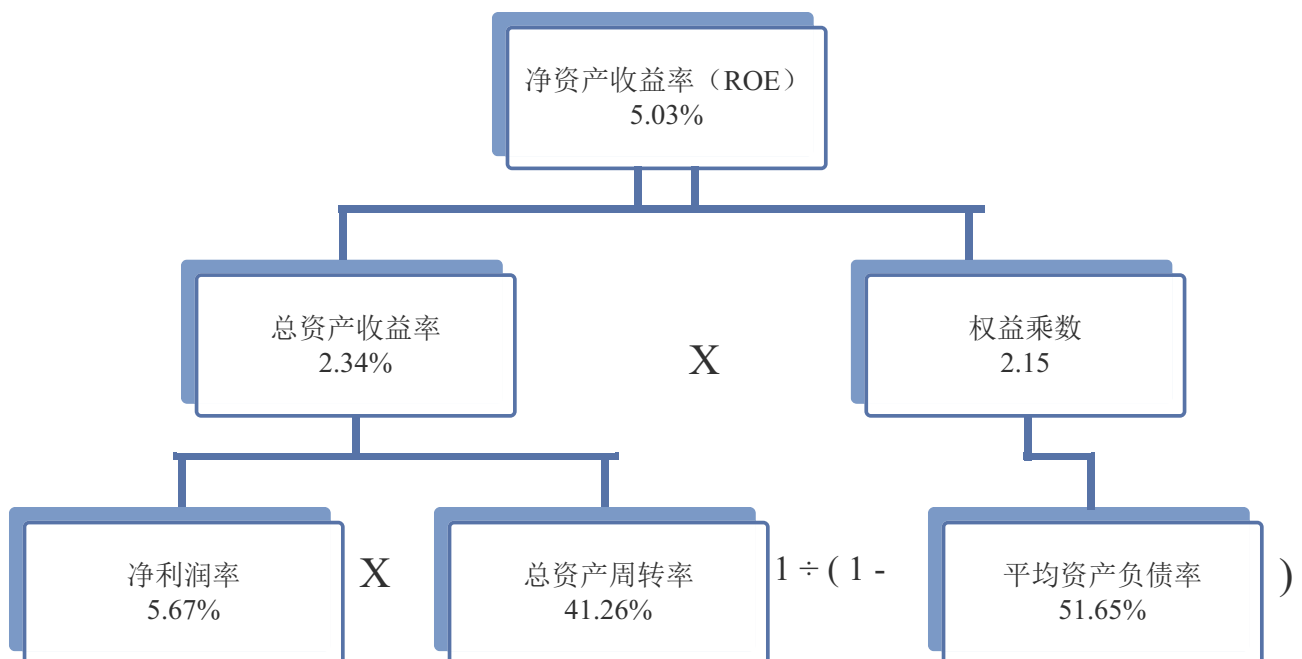 净资产收益率（ROE）
5.03%
总资产收益率
2.34%
X
权益乘数
2.15
净利润率
5.67%
X
总资产周转率
41.26%
1 ÷ ( 1 -
平均资产负债率
51.65%
)